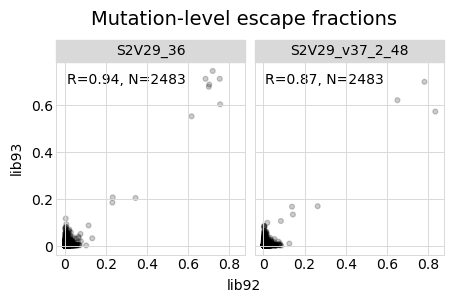 Mutation-level escape fractions
S2V29_36
S2V29_v37_2_48
R=0.94, N=2483
R=0.87, N=2483
lib93
0.6
0.4
0.2
0
0 0.2 0.4 0.6 0.8
0 0.2 0.4 0.6 0.8
lib92